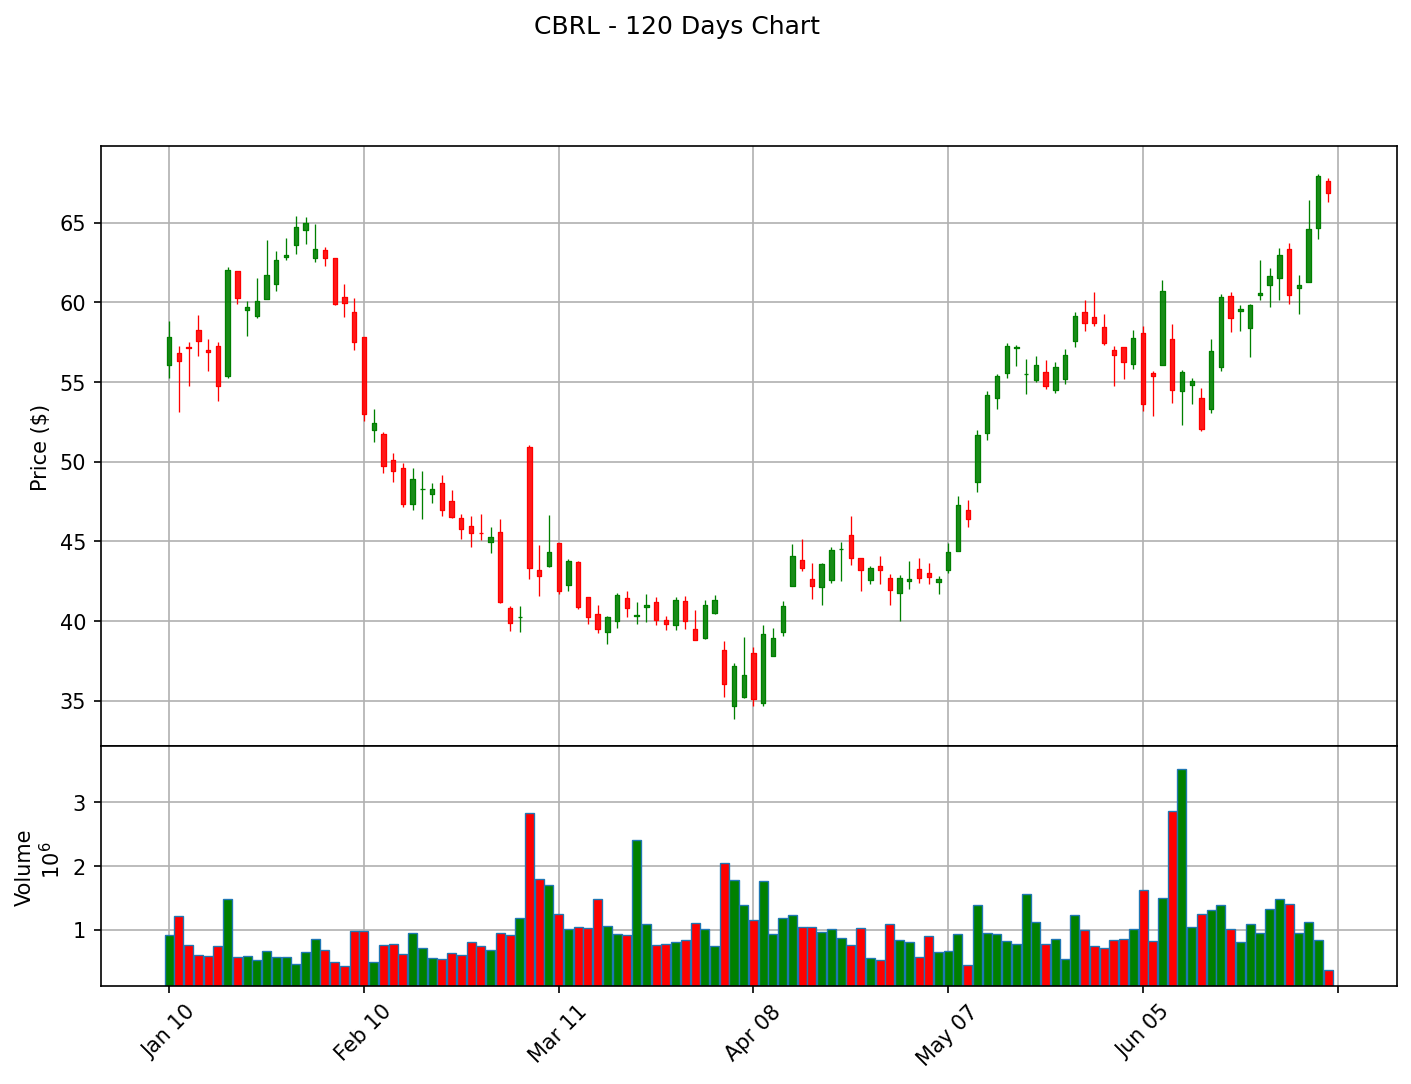 CBRL - 120 Days Chart
Price ($)
65
60
55
50
45
40
35
Volume
10^6
3
2
1
Jan 10
Feb 10
Mar 11
Apr 08
May 07
Jun 05